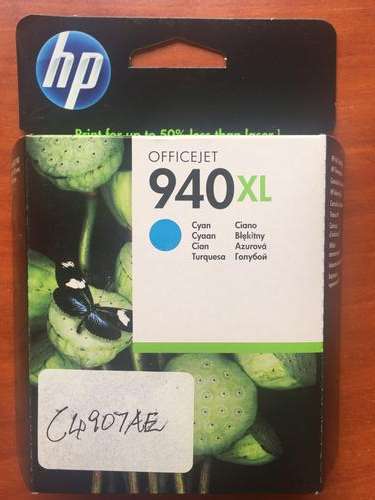 hp
Print for up to 50% less than laser 1
OFFICEJET
940XL
Cyan Ciano
Cyaan Błękitny
Cian Azurová
Turquesa Голубой
C4907AE